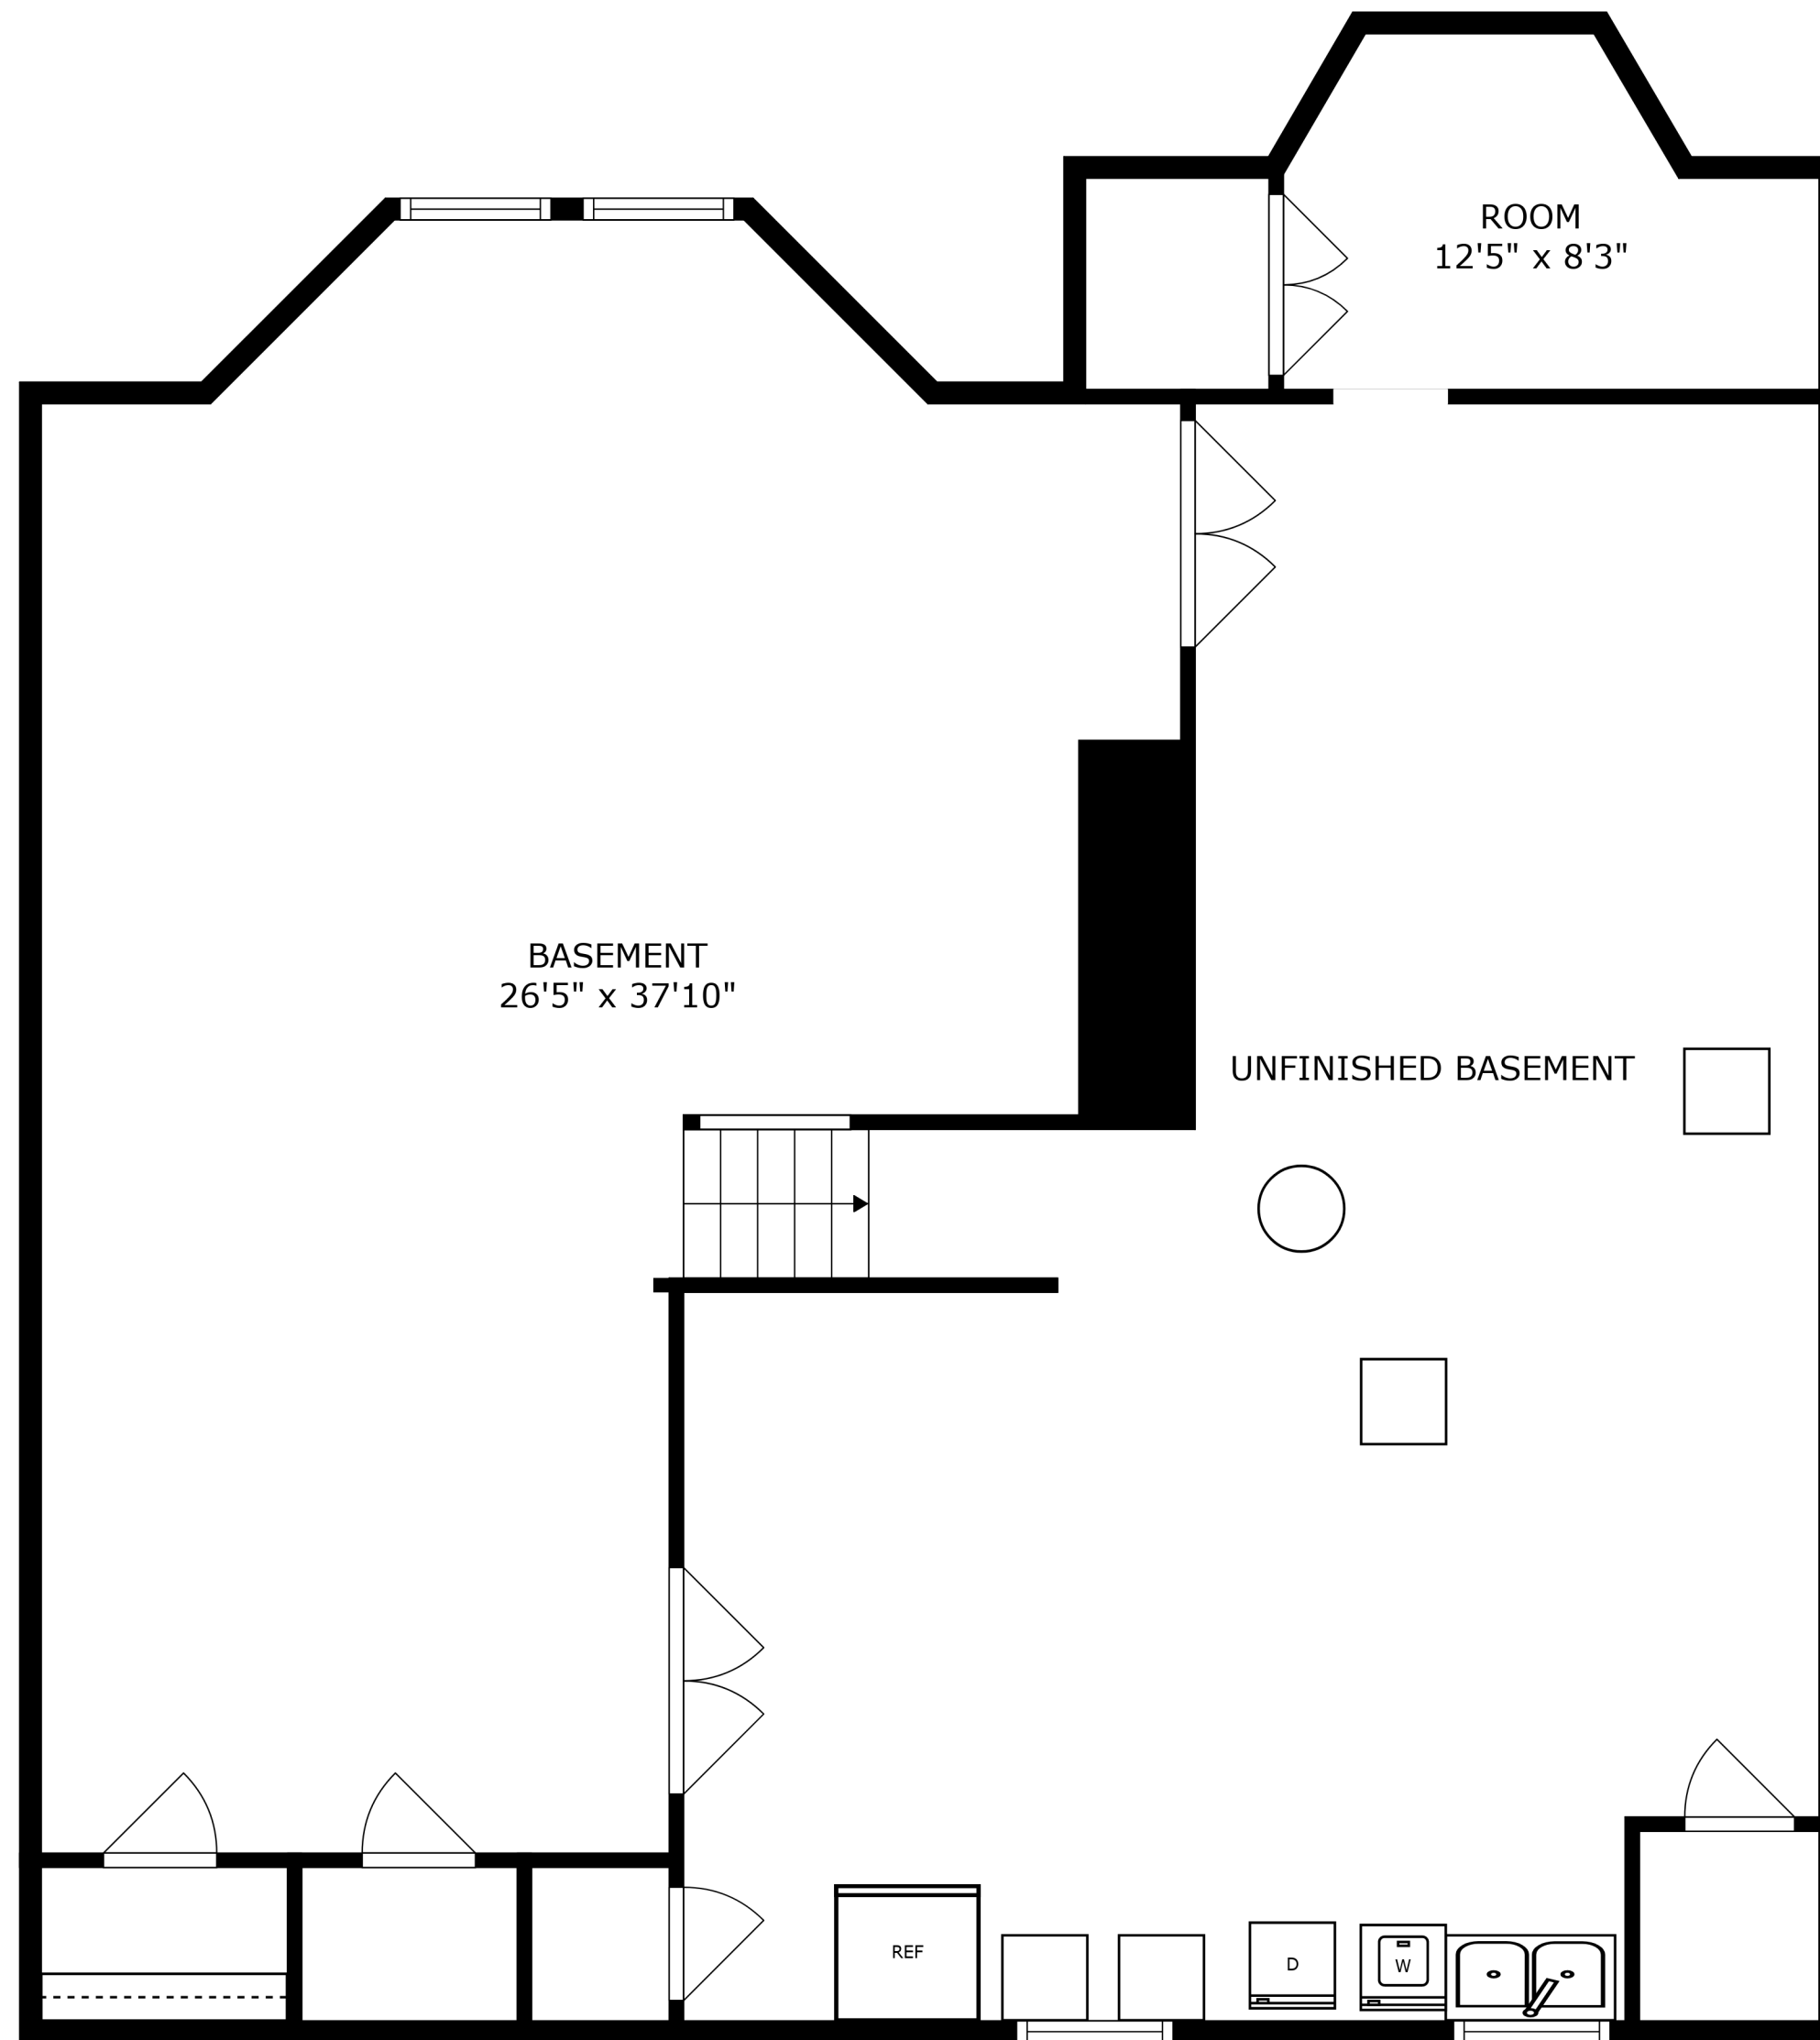 ROOM
12'5" x 8'3"
BASEMENT
26'5" x 37'10"
UNFINISHED BASEMENT
REF
D
W